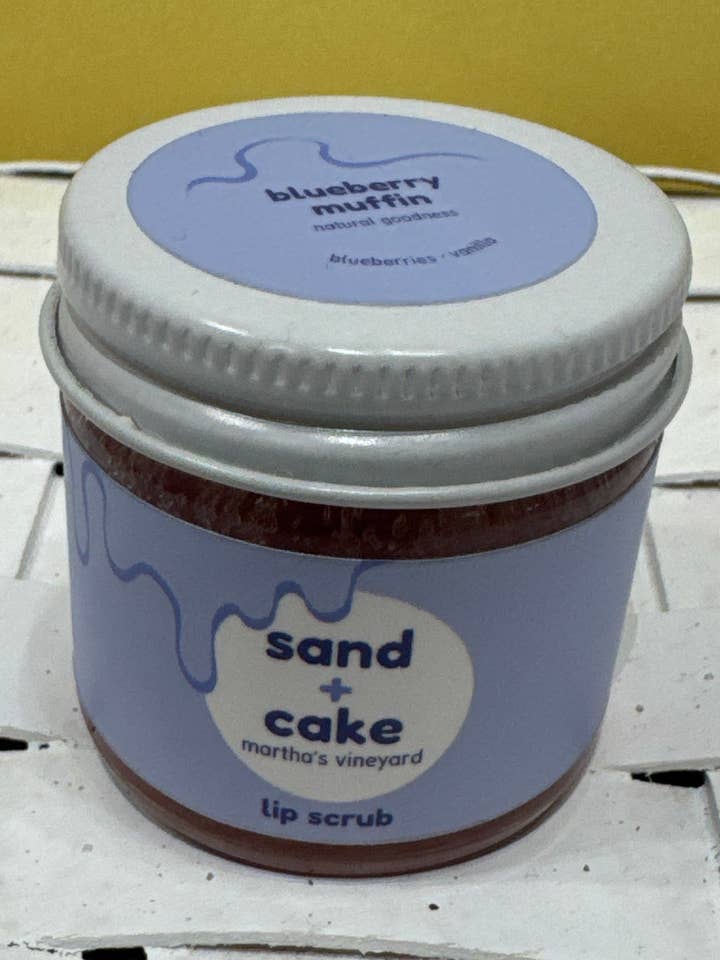 blueberry
muffin
natural goodness
blueberries · vanilla
sand
+
cake
martha's vineyard
lip scrub